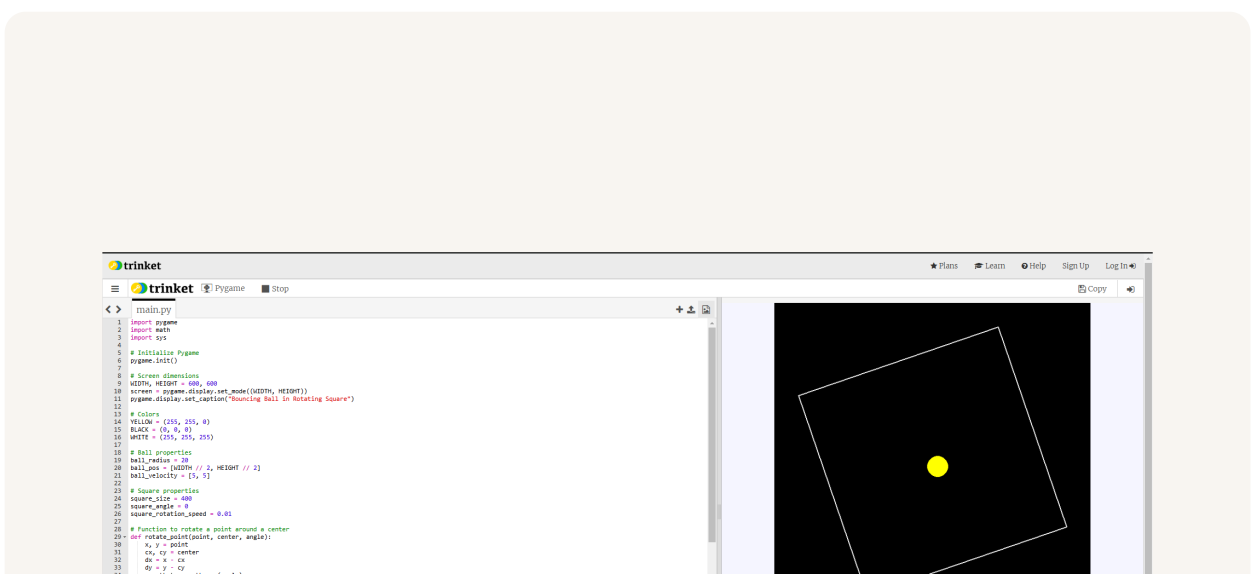 trinket
Plans Learn Help Sign Up Log In
trinket Pygame Stop Copy
main.py
1 import pygame
2 import math
3 import sys
4
5 # Initialize Pygame
6 pygame.init()
7
8 # Screen dimensions
9 WIDTH, HEIGHT = 600, 600
10 screen = pygame.display.set_mode((WIDTH, HEIGHT))
11 pygame.display.set_caption("Bouncing Ball in Rotating Square")
12
13 # Colors
14 YELLOW = (255, 255, 0)
15 BLACK = (0, 0, 0)
16 WHITE = (255, 255, 255)
17
18 # Ball properties
19 ball_radius = 20
20 ball_pos = [WIDTH // 2, HEIGHT // 2]
21 ball_velocity = [5, 5]
22
23 # Square properties
24 square_size = 400
25 square_angle = 0
26 square_rotation_speed = 0.01
27
28 # Function to rotate a point around a center
29 def rotate_point(point, center, angle):
30 x, y = point
31 cx, cy = center
32 dx = x - cx
33 dy = y - cy